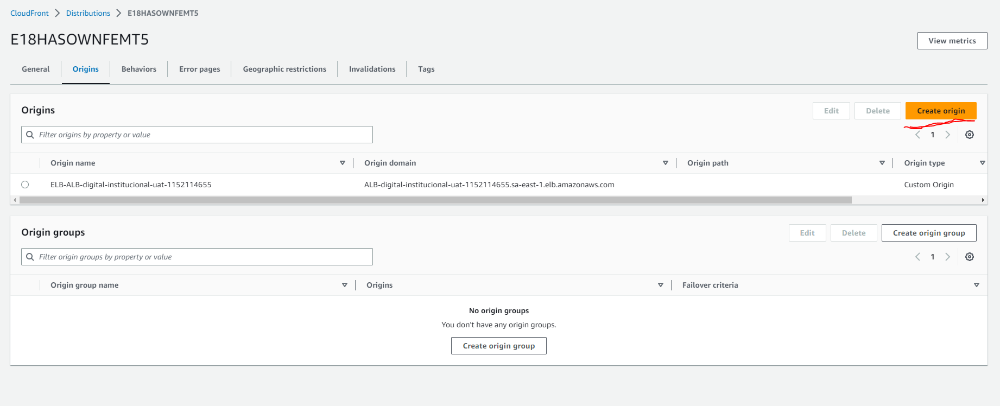 CloudFront > Distributions > E18HASOWNFEMT5
E18HASOWNFEMT5
View metrics
General Origins Behaviors Error pages Geographic restrictions Invalidations Tags
Origins
Edit Delete Create origin
Filter origins by property or value
1
Origin name Origin domain Origin path Origin type
ELB-ALB-digital-institucional-uat-1152114655 ALB-digital-institucional-uat-1152114655.sa-east-1.elb.amazonaws.com Custom Origin
Origin groups
Edit Delete Create origin group
Filter origin groups by property or value
1
Origin group name Origins Failover criteria
No origin groups
You don't have any origin groups.
Create origin group